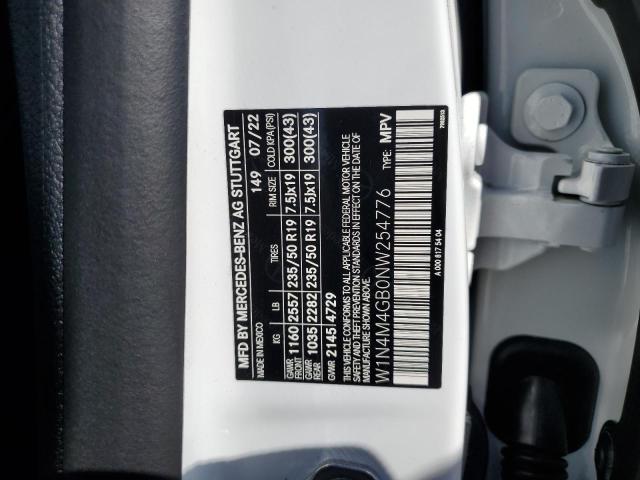 MFD BY MERCEDES-BENZ AG STUTTGART
MADE IN MEXICO 149 07/22
KG LB TIRES RIM SIZE COLD KPA(PSI)
GAWR FRONT 1160 2557 235/50 R19 7.5Jx19 300(43)
GAWR REAR 1035 2282 235/50 R19 7.5Jx19 300(43)
GVWR 2145 4729
THIS VEHICLE CONFORMS TO ALL APPLICABLE FEDERAL MOTOR VEHICLE
SAFETY AND THEFT PREVENTION STANDARDS IN EFFECT ON THE DATE OF
MANUFACTURE SHOWN ABOVE.
W1N4M4GB0NW254776 TYPE: MPV
A 000 817 54 04